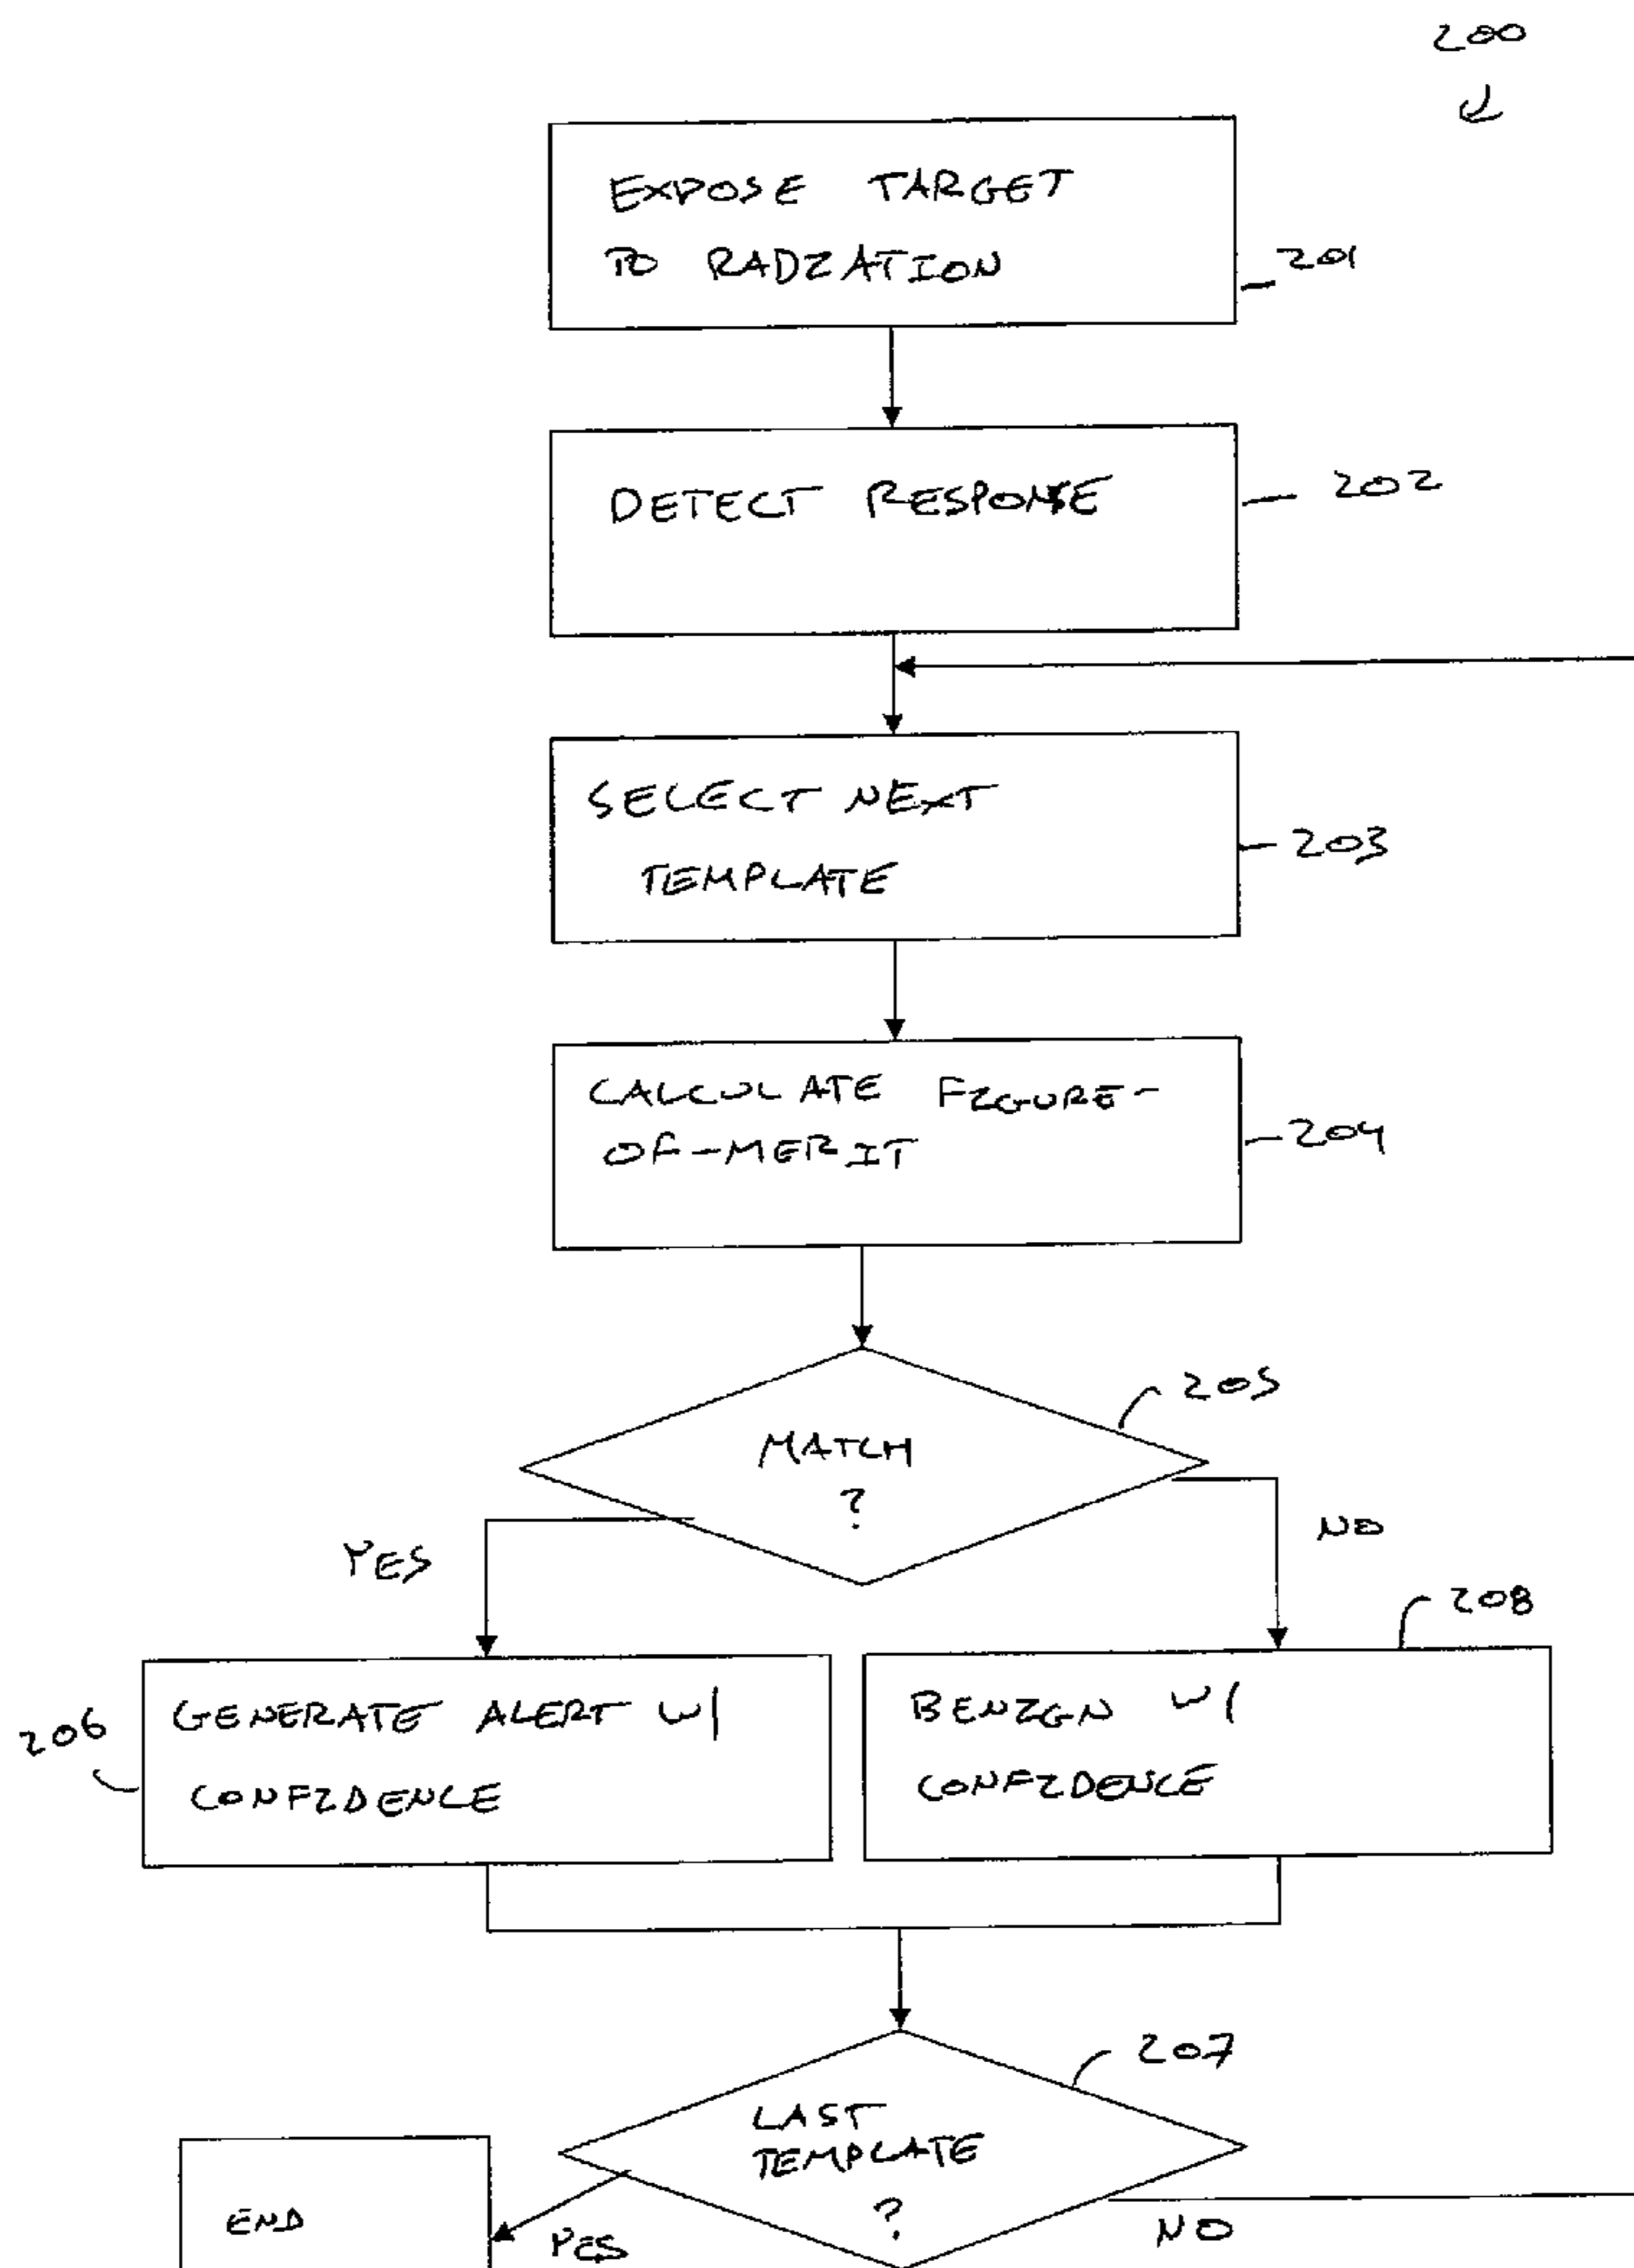 200
EXPOSE TARGET
TO RADIATION
201
DETECT RESPONSE
202
SELECT NEXT
TEMPLATE
203
CALCULATE FIGURE-
OF-MERIT
204
205
MATCH
?
YES
NO
208
206
GENERATE ALERT W/
CONFIDENCE
BENIGN W/
CONFIDENCE
207
LAST
TEMPLATE
?
END
YES
NO